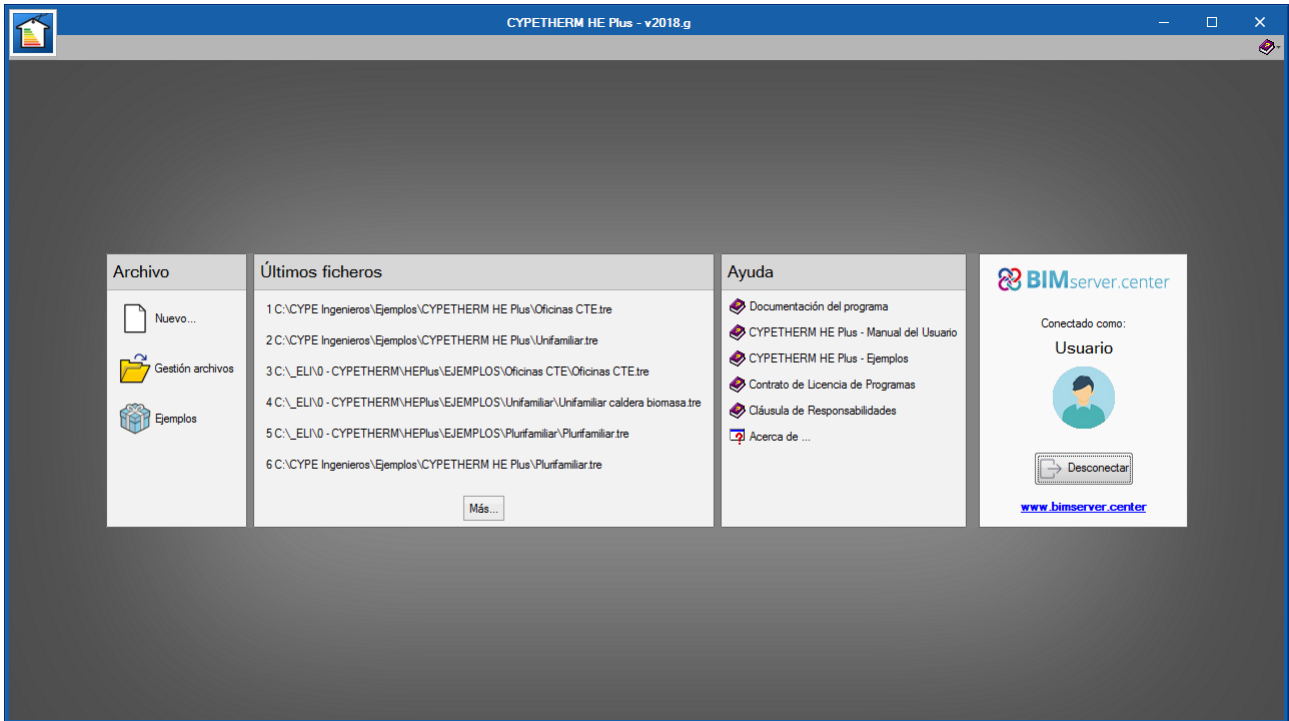 CYPETHERM HE Plus - v2018.g
Archivo
Nuevo...
Gestión archivos
Ejemplos
Últimos ficheros
1 C:\CYPE Ingenieros\Ejemplos\CYPETHERM HE Plus\Oficinas CTE.tre
2 C:\CYPE Ingenieros\Ejemplos\CYPETHERM HE Plus\Unifamiliar.tre
3 C:\_ELI\0 - CYPETHERM\HEPlus\EJEMPLOS\Oficinas CTE\Oficinas CTE.tre
4 C:\_ELI\0 - CYPETHERM\HEPlus\EJEMPLOS\Unifamiliar\Unifamiliar caldera biomasa.tre
5 C:\_ELI\0 - CYPETHERM\HEPlus\EJEMPLOS\Plurifamiliar\Plurifamiliar.tre
6 C:\CYPE Ingenieros\Ejemplos\CYPETHERM HE Plus\Plurifamiliar.tre
Más...
Ayuda
Documentación del programa
CYPETHERM HE Plus - Manual del Usuario
CYPETHERM HE Plus - Ejemplos
Contrato de Licencia de Programas
Cláusula de Responsabilidades
Acerca de ...
BIMserver.center
Conectado como:
Usuario
Desconectar
www.bimserver.center